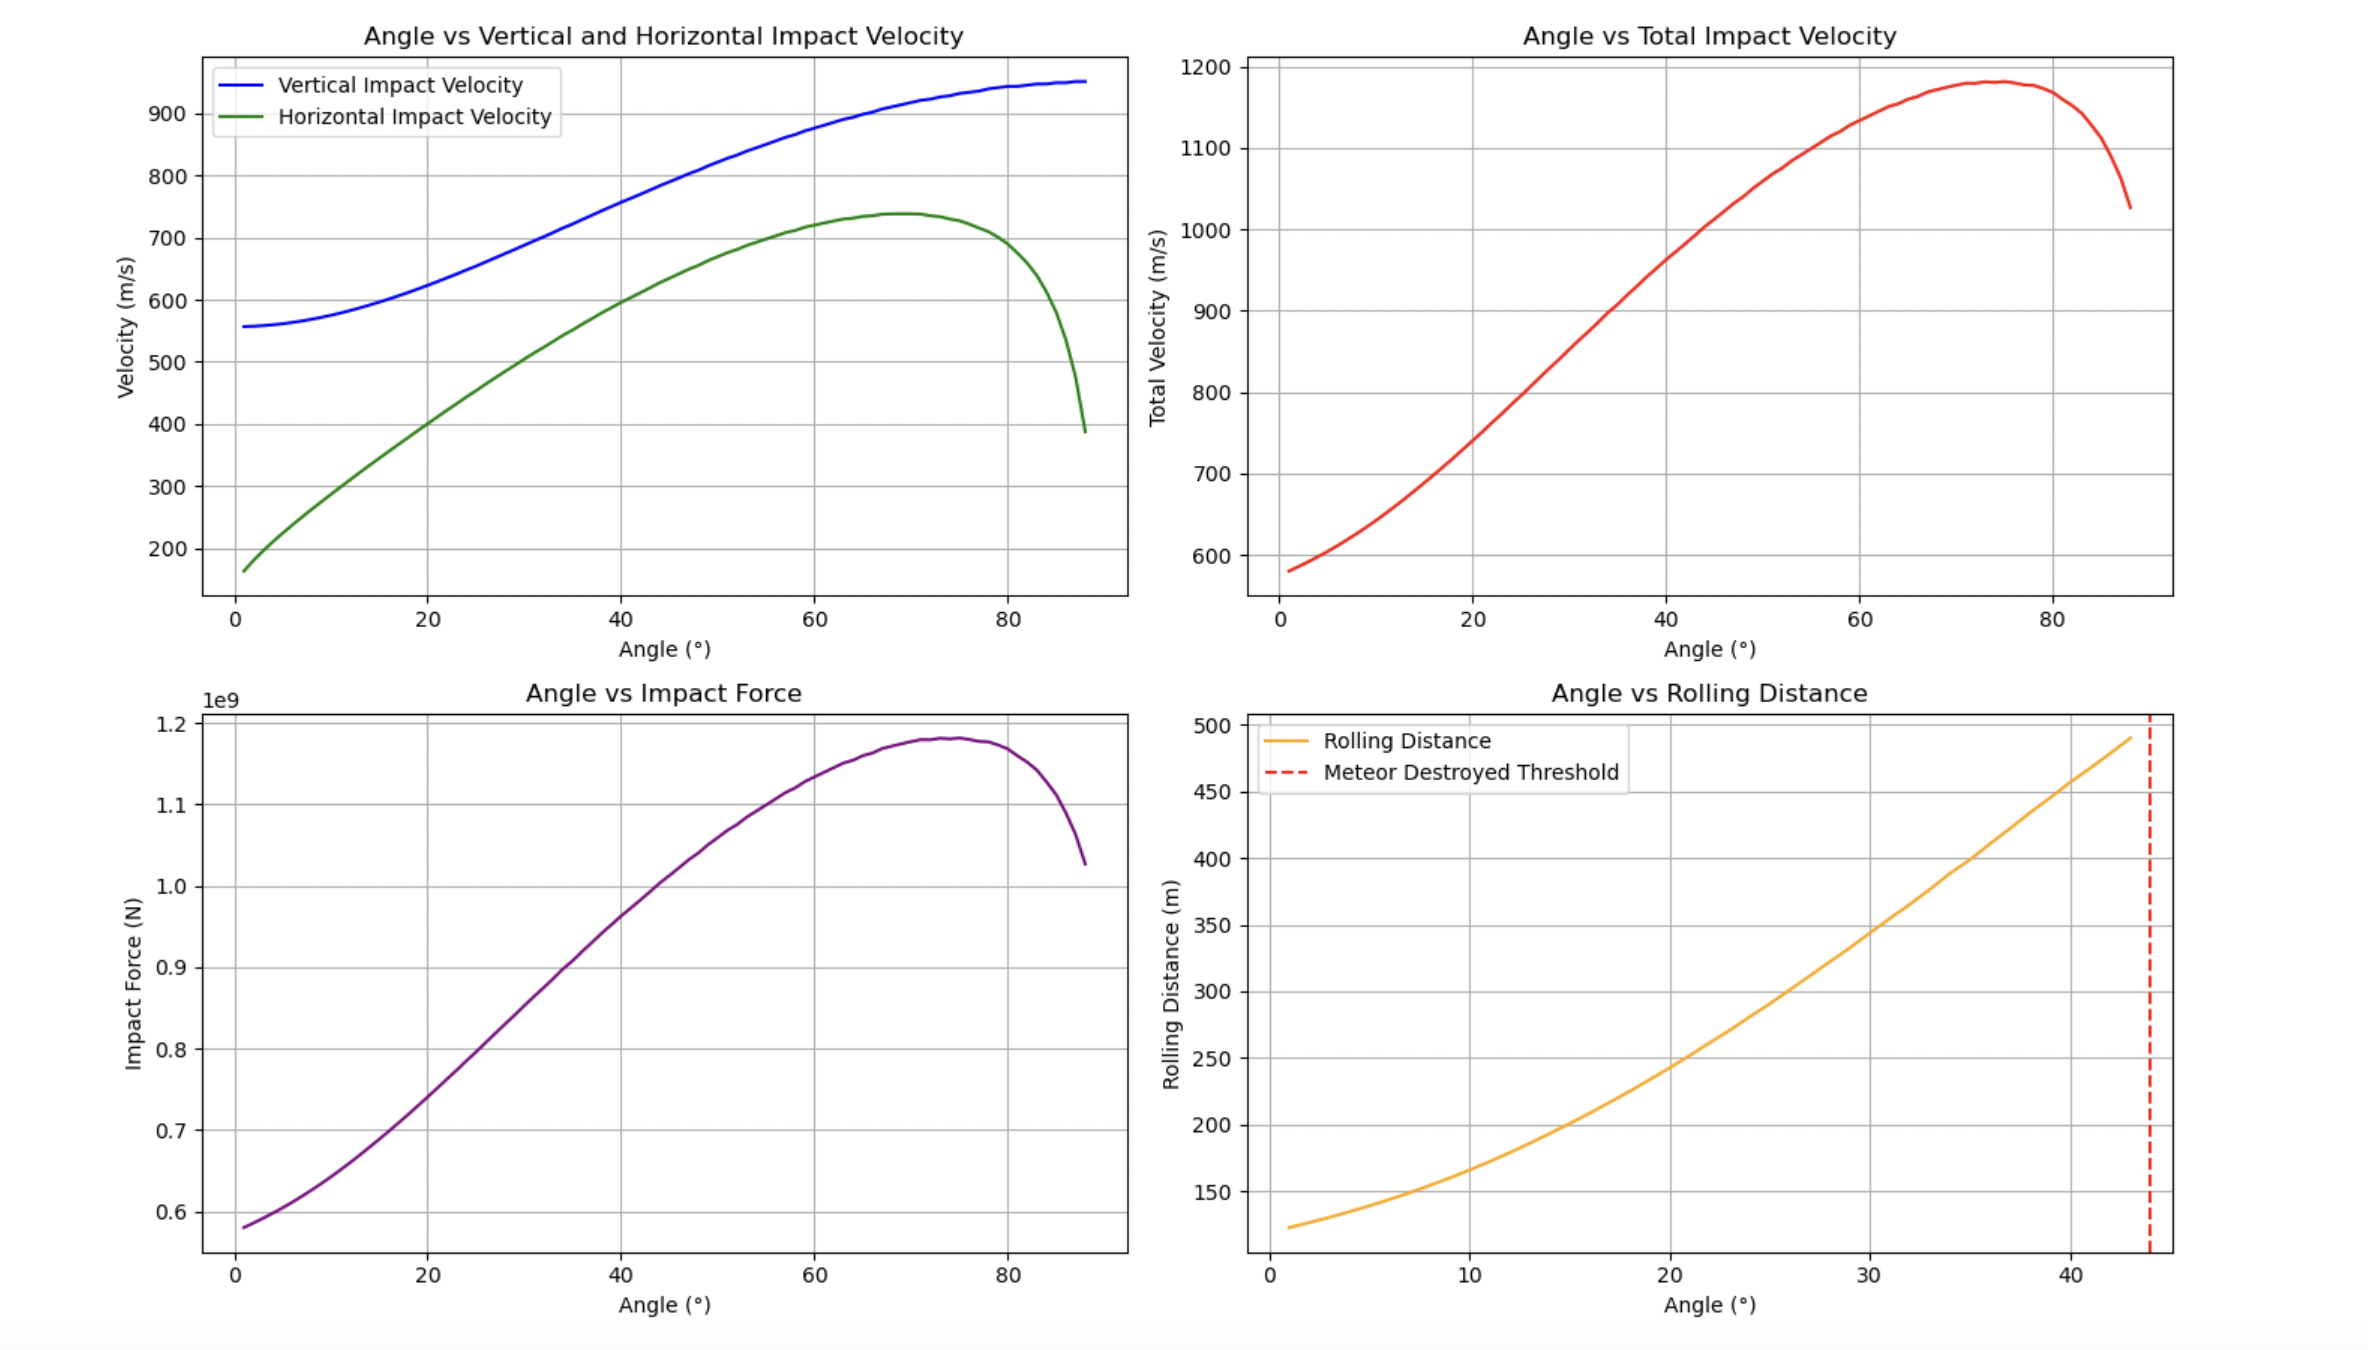 Angle vs Vertical and Horizontal Impact Velocity
Vertical Impact Velocity
Horizontal Impact Velocity
Velocity (m/s)
900
800
700
600
500
400
300
200
0 20 40 60 80
Angle (°)
Angle vs Total Impact Velocity
Total Velocity (m/s)
1200
1100
1000
900
800
700
600
0 20 40 60 80
Angle (°)
Angle vs Impact Force
1e9
Impact Force (N)
1.2
1.1
1.0
0.9
0.8
0.7
0.6
0 20 40 60 80
Angle (°)
Angle vs Rolling Distance
Rolling Distance
Meteor Destroyed Threshold
Rolling Distance (m)
500
450
400
350
300
250
200
150
0 10 20 30 40
Angle (°)